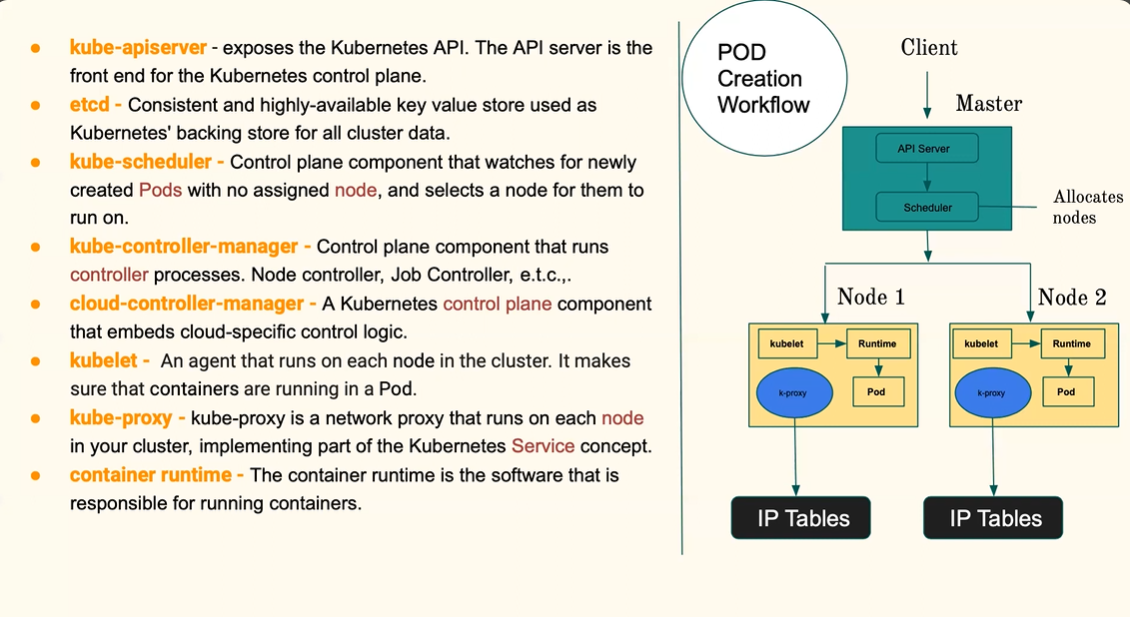 kube-apiserver - exposes the Kubernetes API. The API server is the
front end for the Kubernetes control plane.
etcd - Consistent and highly-available key value store used as
Kubernetes' backing store for all cluster data.
kube-scheduler - Control plane component that watches for newly
created Pods with no assigned node, and selects a node for them to
run on.
kube-controller-manager - Control plane component that runs
controller processes. Node controller, Job Controller, e.t.c.,.
cloud-controller-manager - A Kubernetes control plane component
that embeds cloud-specific control logic.
kubelet - An agent that runs on each node in the cluster. It makes
sure that containers are running in a Pod.
kube-proxy - kube-proxy is a network proxy that runs on each node
in your cluster, implementing part of the Kubernetes Service concept.
container runtime - The container runtime is the software that is
responsible for running containers.
POD
Creation
Workflow
Client
Master
API Server
Scheduler
Allocates
nodes
Node 1
Node 2
kubelet
Runtime
k-proxy
Pod
kubelet
Runtime
k-proxy
Pod
IP Tables
IP Tables